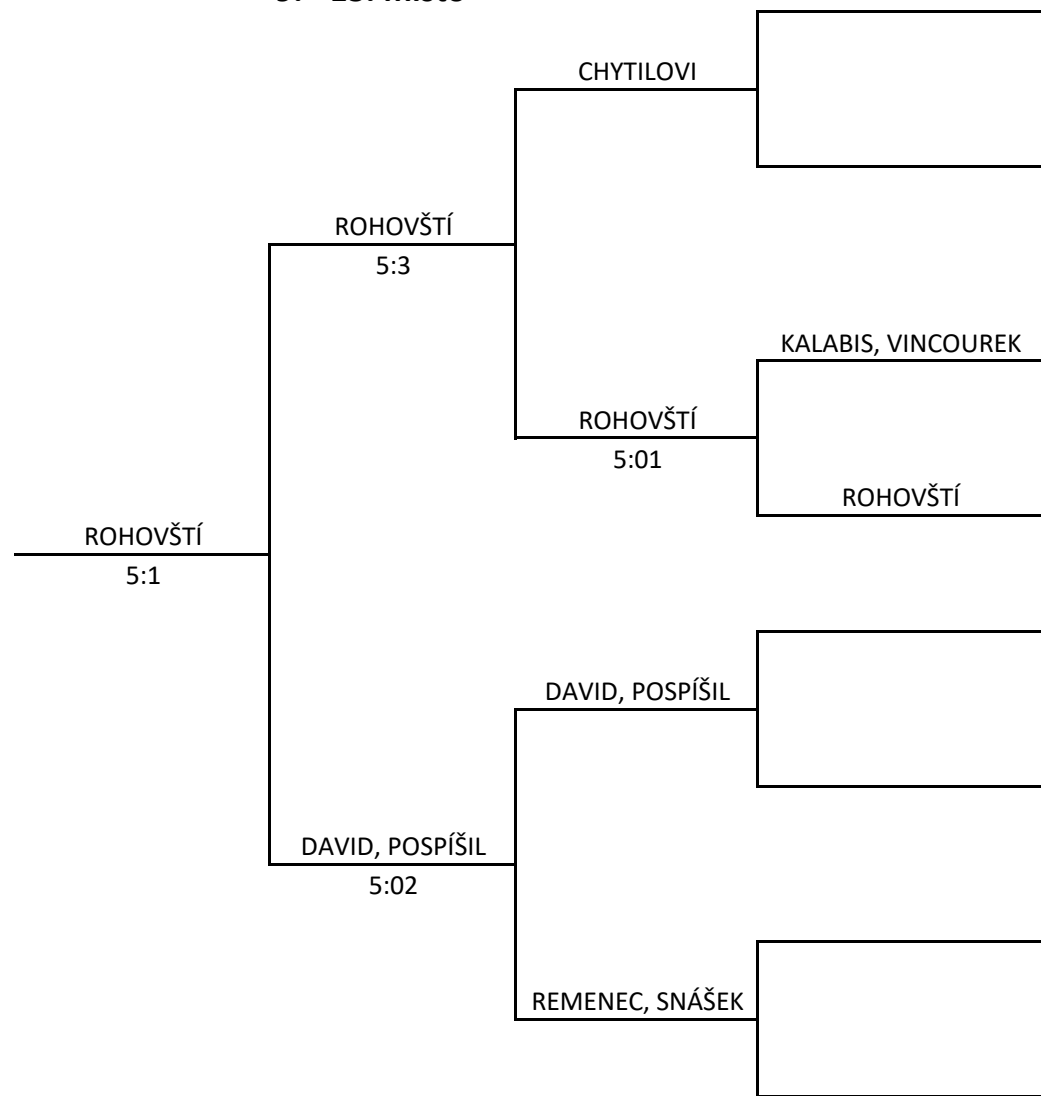 CHYTILOVI
ROHOVŠTÍ
5:3
KALABIS, VINCOUREK
ROHOVŠTÍ
5:01
ROHOVŠTÍ
ROHOVŠTÍ
5:1
DAVID, POSPÍŠIL
DAVID, POSPÍŠIL
5:02
REMENEC, SNÁŠEK